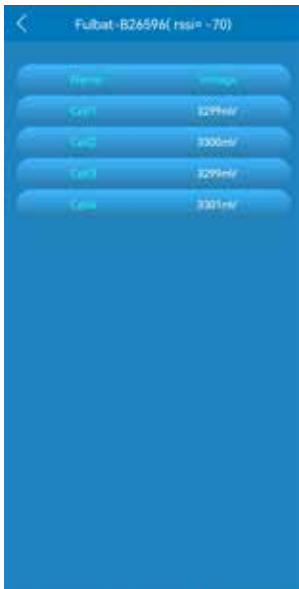 Fulbat-B26596( rssi= -70)
Name Voltage
Cell1 3299mV
Cell2 3300mV
Cell3 3299mV
Cell4 3301mV